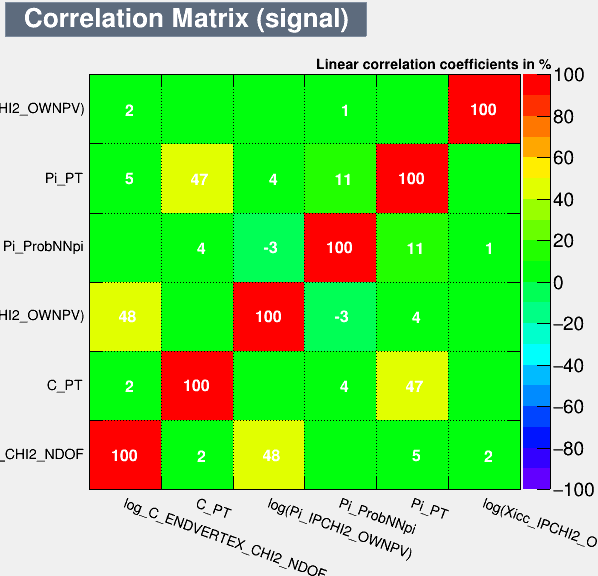 Correlation Matrix (signal)
Linear correlation coefficients in %
HI2_OWNPV) 2 1 100
Pi_PT 5 47 4 11 100
Pi_ProbNNpi 4 -3 100 11 1
HI2_OWNPV) 48 100 -3 4
C_PT 2 100 4 47
_CHI2_NDOF 100 2 48 5 2
100
80
60
40
20
0
−20
−40
−60
−80
−100
log_C_ENDVERTEX_CHI2_NDOF
C_PT
log(Pi_IPCHI2_OWNPV)
Pi_ProbNNpi
Pi_PT
log(Xicc_IPCHI2_O